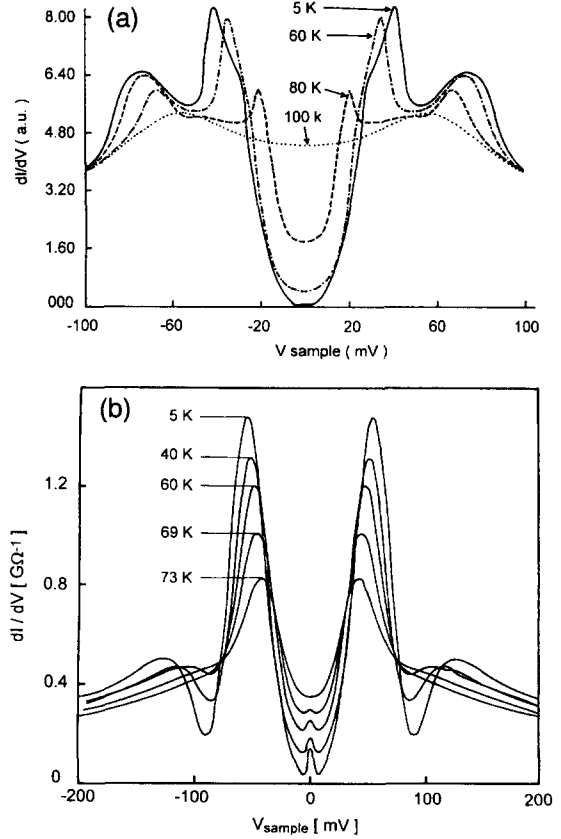 (a)
5 K
60 K
80 K
100 k
8.00
6.40
4.80
3.20
1.60
000
dI/dV ( a.u. )
-100
-60
-20
20
60
100
V sample ( mV )
(b)
5 K
40 K
60 K
69 K
73 K
1.2
0.8
0.4
0
dI / dV [ GΩ-1 ]
-200
-100
0
100
200
Vsample [ mV ]